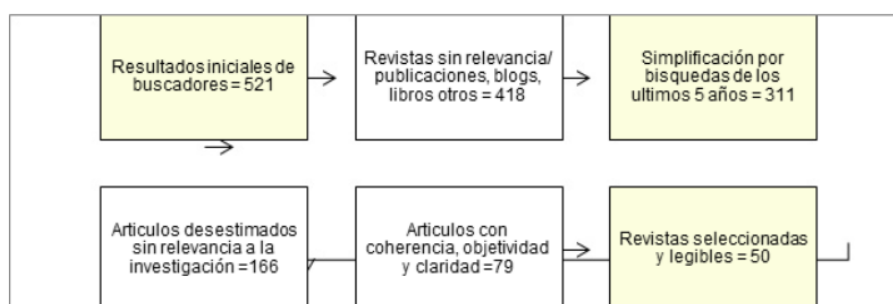 Resultados iniciales de
buscadores = 521
Revistas sin relevancia/
publicaciones, blogs,
libros otros = 418
Simplificación por
bisquedas de los
ultimos 5 años = 311
Articulos desestimados
sin relevancia a la
investigación =166
Articulos con
coherencia, objetividad
y claridad =79
Revistas seleccionadas
y legibles = 50